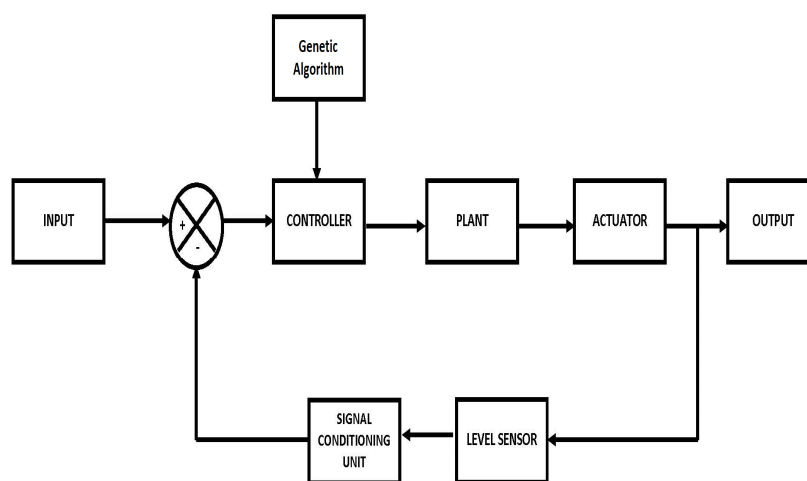 Genetic
Algorithm
INPUT
+
-
CONTROLLER
PLANT
ACTUATOR
OUTPUT
SIGNAL
CONDITIONING
UNIT
LEVEL SENSOR